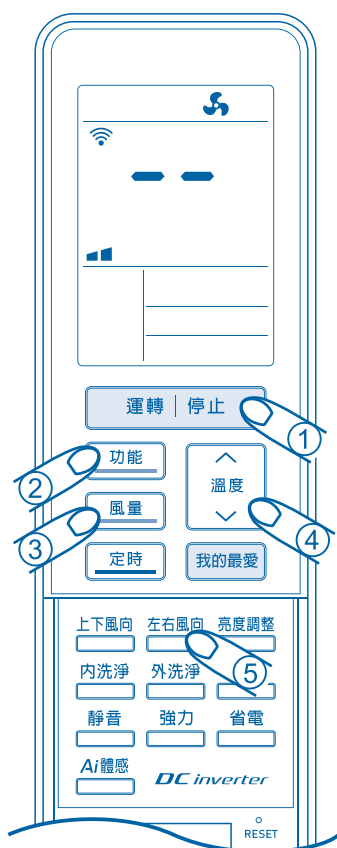 運轉 | 停止
①
功能
②
溫度
風量
③
④
定時
我的最愛
上下風向 左右風向 亮度調整
⑤
內洗淨 外洗淨
靜音 強力 省電
Ai體感
DC inverter
RESET